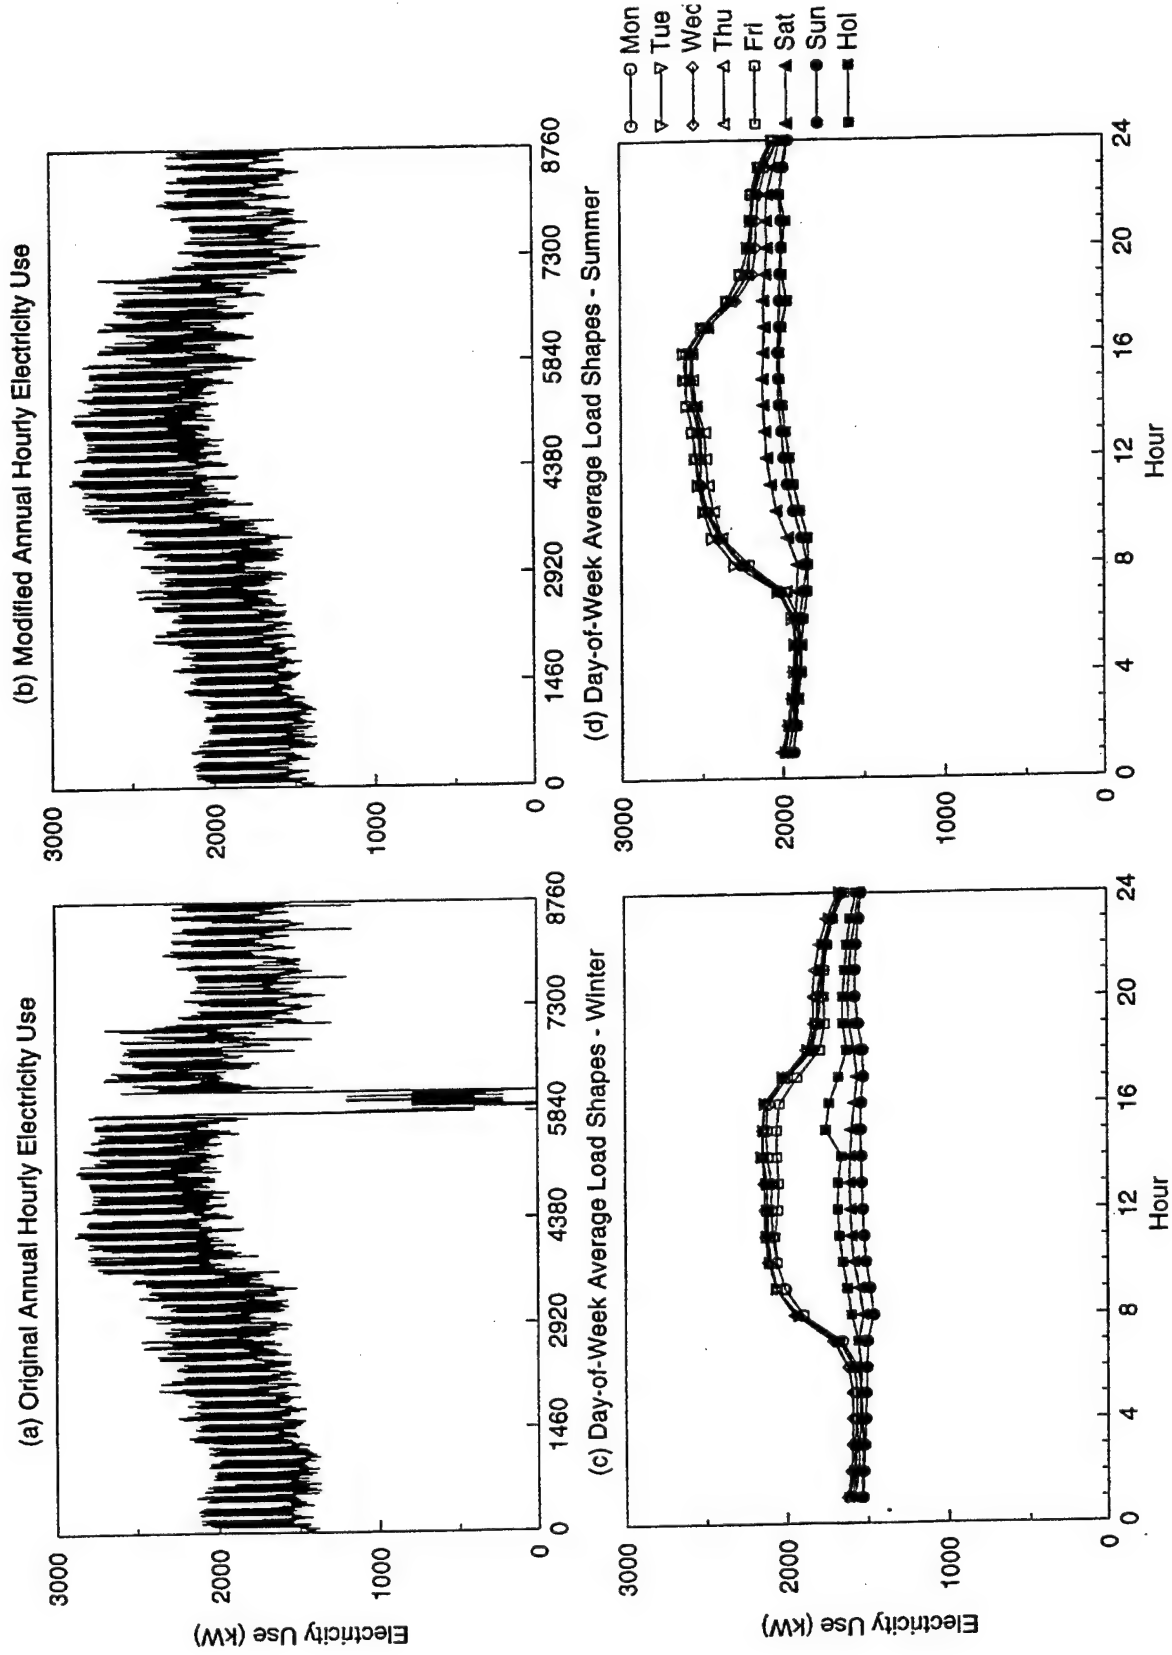 (a) Original Annual Hourly Electricity Use
3000
2000
1000
0
Electricity Use (kW)
0 1460 2920 4380 5840 7300 8760
(b) Modified Annual Hourly Electricity Use
3000
2000
1000
0
0 1460 2920 4380 5840 7300 8760
(c) Day-of-Week Average Load Shapes - Winter
3000
2000
1000
0
Electricity Use (kW)
0 4 8 12 16 20 24
Hour
(d) Day-of-Week Average Load Shapes - Summer
3000
2000
1000
0
0 4 8 12 16 20 24
Hour
Mon
Tue
Wed
Thu
Fri
Sat
Sun
Hol